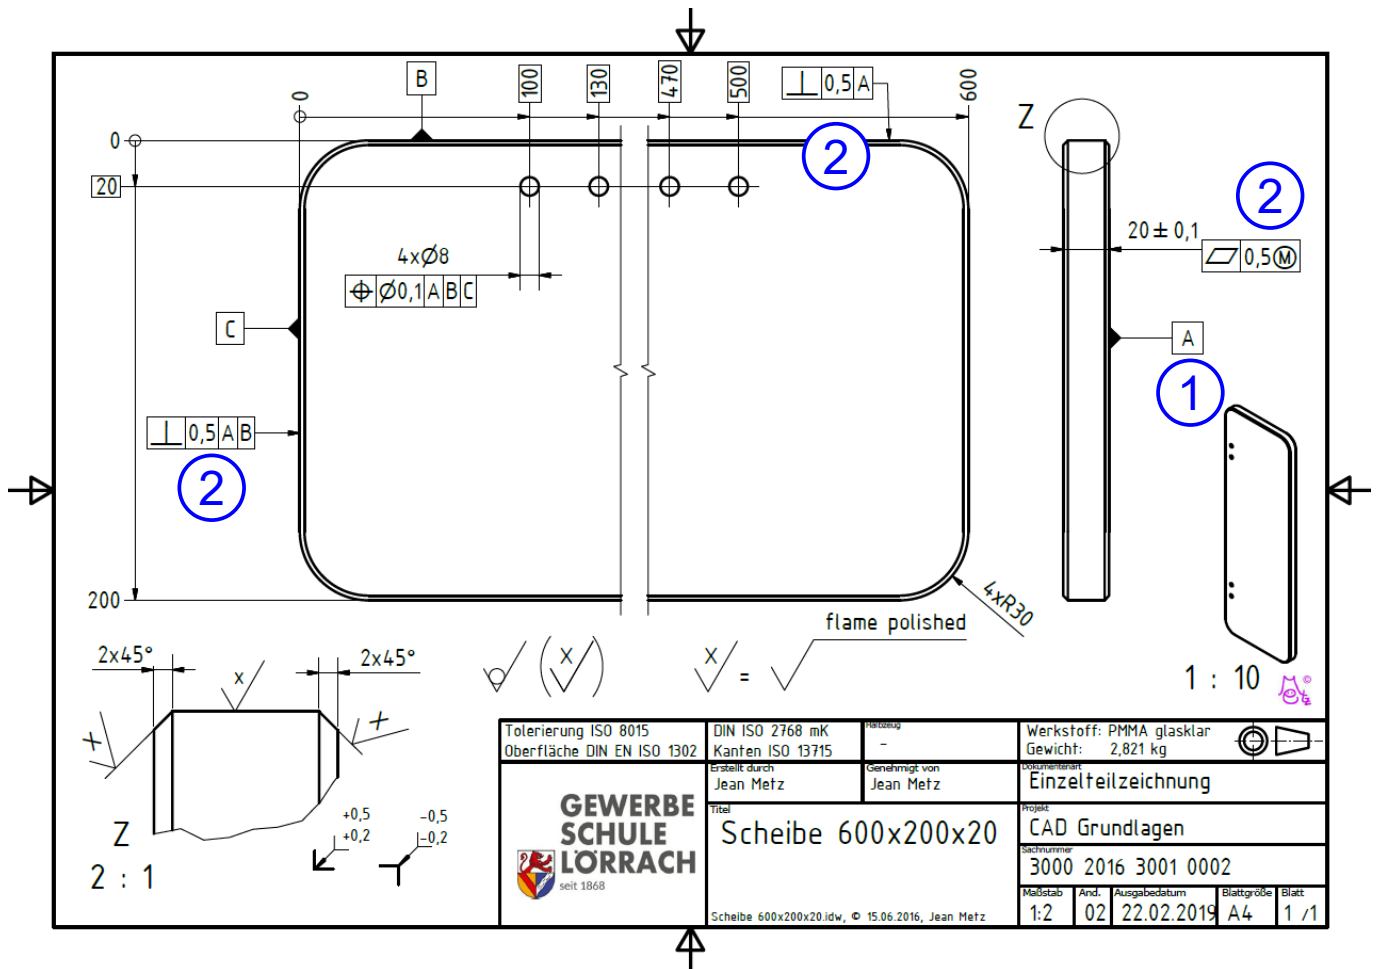 B
100
130
470
500
⊥ 0,5 A
600
0
Z
0
2
20
2
20 ± 0,1
⏥ 0,5 Ⓜ
4xØ8
⌖ Ø0,1 A B C
C
A
1
⊥ 0,5 A B
2
200
4xR30
flame polished
2x45°
2x45°
X
X
=
1 : 10
©
X
X
X
Z
2 : 1
+0,5
+0,2
-0,5
-0,2
Tolerierung ISO 8015
Oberfläche DIN EN ISO 1302
DIN ISO 2768 mK
Kanten ISO 13715
Halbzeug
-
Werkstoff: PMMA glasklar
Gewicht: 2,821 kg
Erstellt durch
Jean Metz
Genehmigt von
Jean Metz
Dokumentenart
Einzelteilzeichnung
GEWERBE
SCHULE
LÖRRACH
seit 1868
Titel
Scheibe 600x200x20
Projekt
CAD Grundlagen
Sachnummer
3000 2016 3001 0002
Maßstab
1:2
Änd.
02
Ausgabedatum
22.02.2019
Blattgröße
A4
Blatt
1 /1
Scheibe 600x200x20.idw, © 15.06.2016, Jean Metz